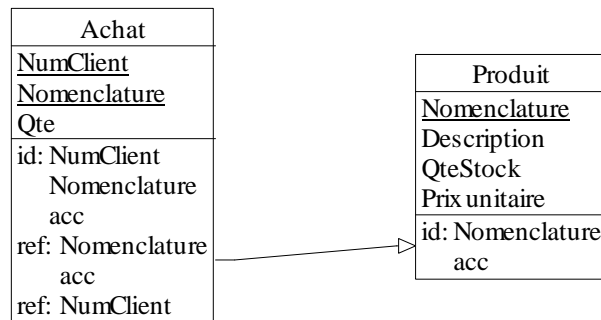 Achat
NumClient
Nomenclature
Qte
id: NumClient
Nomenclature
acc
ref: Nomenclature
acc
ref: NumClient
Produit
Nomenclature
Description
QteStock
Prix unitaire
id: Nomenclature
acc